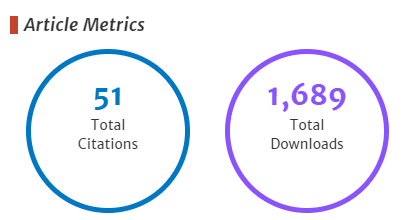 Article Metrics
51
Total
Citations
1,689
Total
Downloads